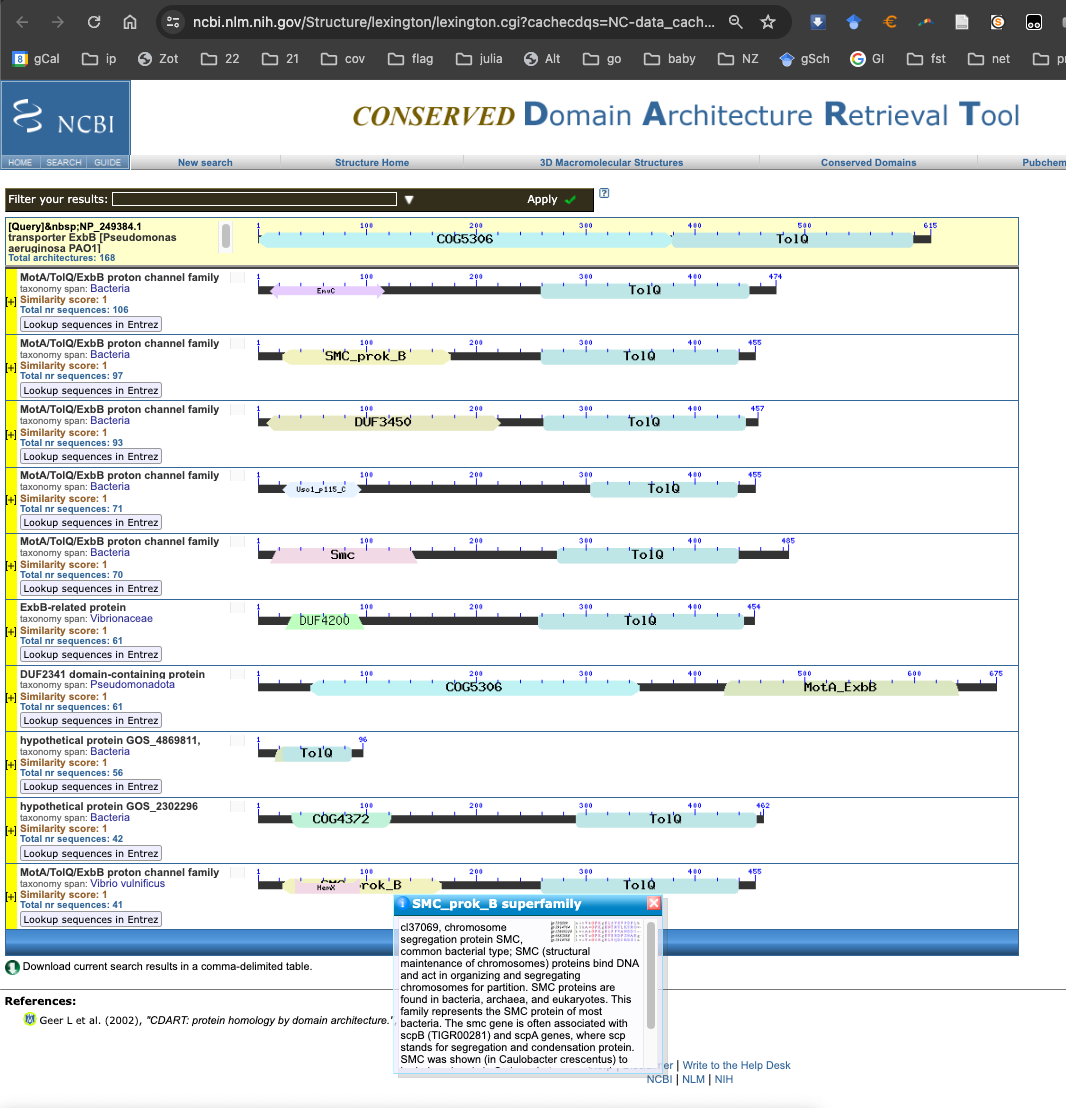 ncbi.nlm.nih.gov/Structure/lexington/lexington.cgi?cachecdqs=NC-data_cach...
8 gCal ip Zot 22 21 cov flag julia Alt go baby NZ gSch GI fst net
NCBI
CONSERVED Domain Architecture Retrieval Tool
HOME SEARCH GUIDE New search Structure Home 3D Macromolecular Structures Conserved Domains Pubchem
Filter your results: Apply ?
[Query]&nbsp;NP_249384.1
transporter ExbB [Pseudomonas
aeruginosa PAO1]
Total architectures: 168
1 100 200 300 400 500 615
COG5306 TolQ
MotA/TolQ/ExbB proton channel family
taxonomy span: Bacteria
Similarity score: 1
Total nr sequences: 106
Lookup sequences in Entrez
[+]
1 100 200 300 400 474
EnvC TolQ
MotA/TolQ/ExbB proton channel family
taxonomy span: Bacteria
Similarity score: 1
Total nr sequences: 97
Lookup sequences in Entrez
[+]
1 100 200 300 400 455
SMC_prok_B TolQ
MotA/TolQ/ExbB proton channel family
taxonomy span: Bacteria
Similarity score: 1
Total nr sequences: 93
Lookup sequences in Entrez
[+]
1 100 200 300 400 457
DUF3450 TolQ
MotA/TolQ/ExbB proton channel family
taxonomy span: Bacteria
Similarity score: 1
Total nr sequences: 71
Lookup sequences in Entrez
[+]
1 100 200 300 400 455
Uso1_p115_C TolQ
MotA/TolQ/ExbB proton channel family
taxonomy span: Bacteria
Similarity score: 1
Total nr sequences: 70
Lookup sequences in Entrez
[+]
1 100 200 300 400 485
Smc TolQ
ExbB-related protein
taxonomy span: Vibrionaceae
Similarity score: 1
Total nr sequences: 61
Lookup sequences in Entrez
[+]
1 100 200 300 400 454
DUF4200 TolQ
DUF2341 domain-containing protein
taxonomy span: Pseudomonadota
Similarity score: 1
Total nr sequences: 61
Lookup sequences in Entrez
[+]
1 100 200 300 400 500 600 675
COG5306 MotA_ExbB
hypothetical protein GOS_4869811,
taxonomy span: Bacteria
Similarity score: 1
Total nr sequences: 56
Lookup sequences in Entrez
[+]
1 96
TolQ
hypothetical protein GOS_2302296
taxonomy span: Bacteria
Similarity score: 1
Total nr sequences: 42
Lookup sequences in Entrez
[+]
1 100 200 300 400 462
COG4372 TolQ
MotA/TolQ/ExbB proton channel family
taxonomy span: Vibrio vulnificus
Similarity score: 1
Total nr sequences: 41
Lookup sequences in Entrez
[+]
1 100 200 300 400 455
HemX rok_B TolQ
SMC_prok_B superfamily
cl37069, chromosome
segregation protein SMC,
common bacterial type; SMC (structural
maintenance of chromosomes) proteins bind DNA
and act in organizing and segregating
chromosomes for partition. SMC proteins are
found in bacteria, archaea, and eukaryotes. This
family represents the SMC protein of most
bacteria. The smc gene is often associated with
scpB (TIGR00281) and scpA genes, where scp
stands for segregation and condensation protein.
SMC was shown (in Caulobacter crescentus) to
Download current search results in a comma-delimited table.
References:
Geer L et al. (2002), "CDART: protein homology by domain architecture."
er | Write to the Help Desk
NCBI | NLM | NIH